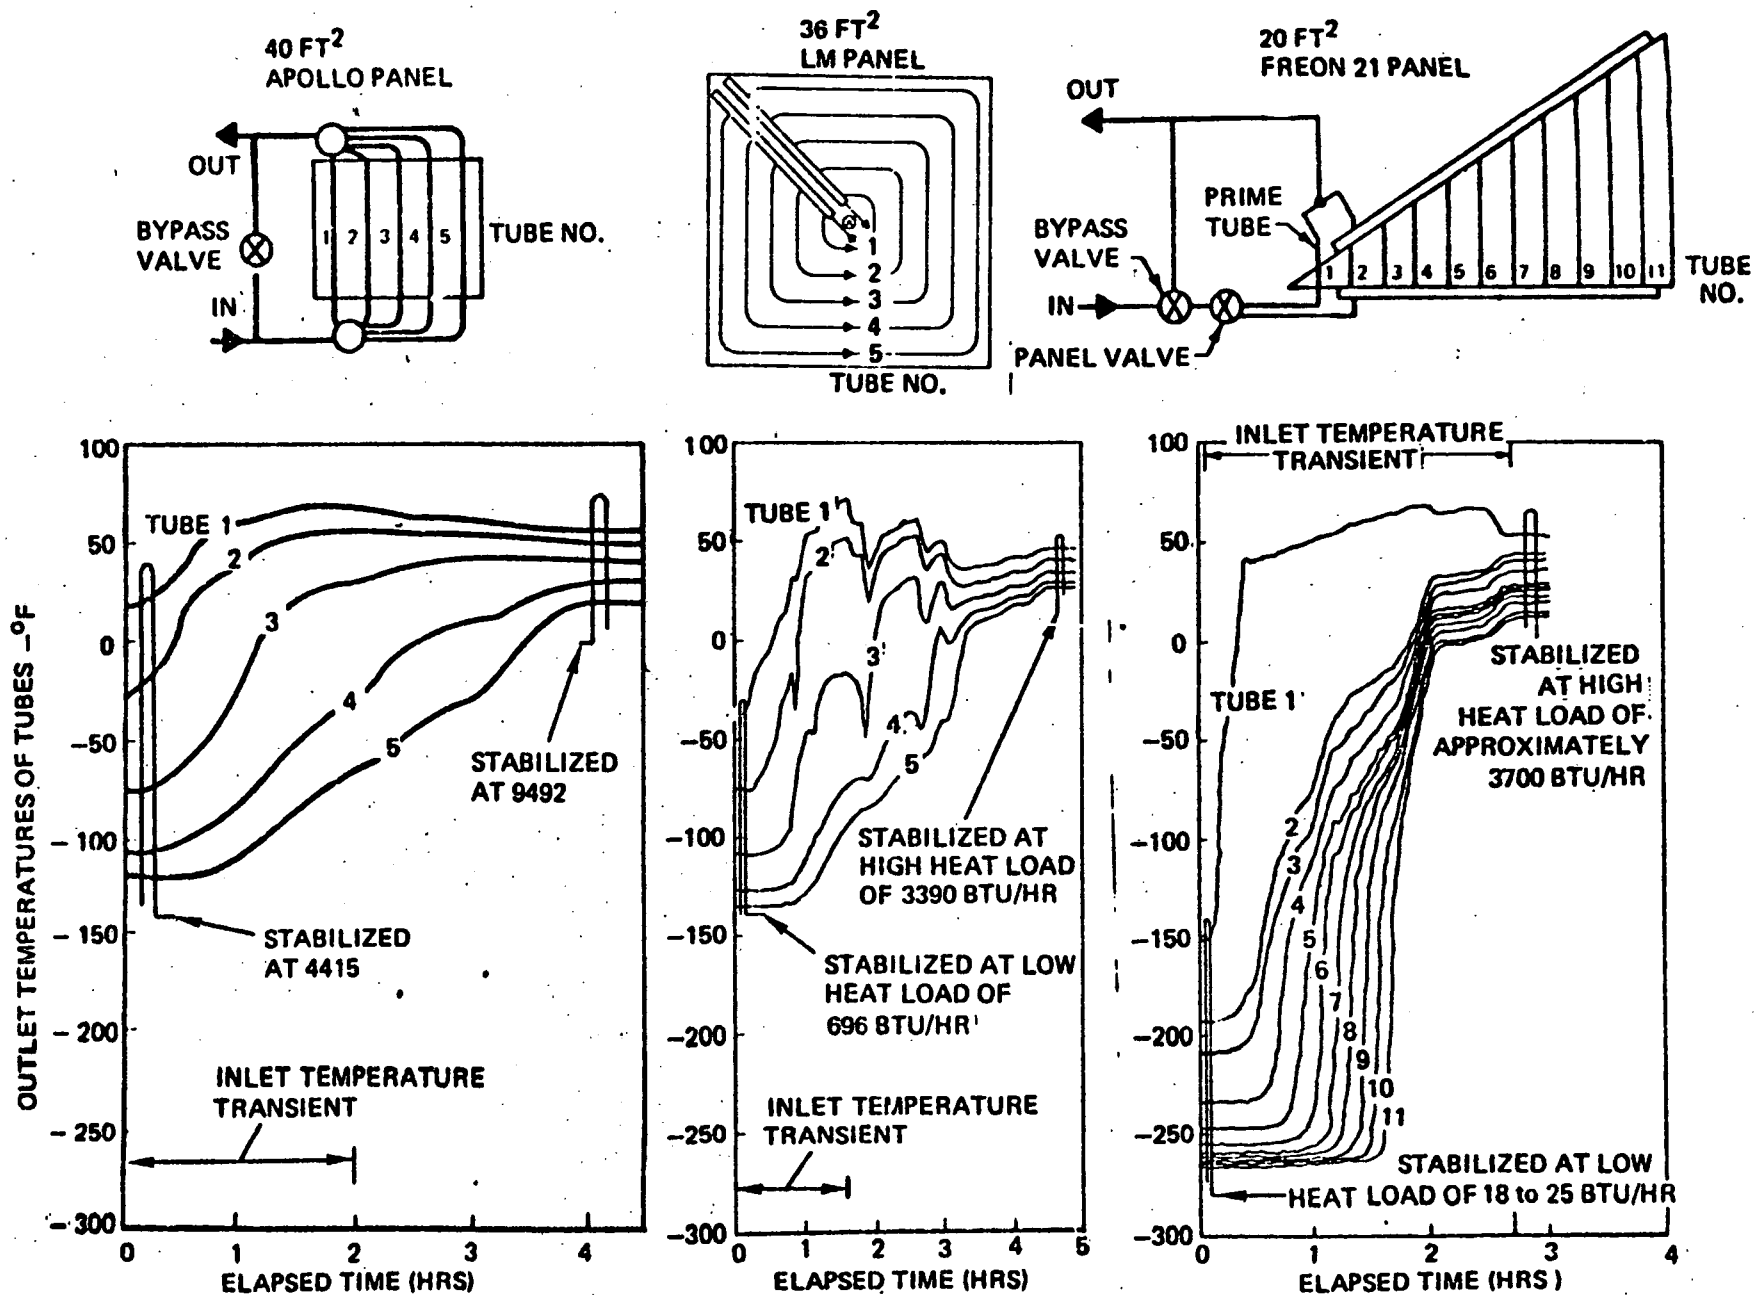 40 FT2
APOLLO PANEL
OUT
BYPASS
VALVE
IN
1 2 3 4 5
TUBE NO.
36 FT2
LM PANEL
1
2
3
4
5
TUBE NO.
20 FT2
FREON 21 PANEL
OUT
PRIME
TUBE
BYPASS
VALVE
IN
PANEL VALVE
1 2 3 4 5 6 7 8 9 10 11
TUBE
NO.
OUTLET TEMPERATURES OF TUBES –°F
100
50
0
–50
–100
–150
–200
–250
–300
TUBE 1
2
3
4
5
STABILIZED
AT 9492
STABILIZED
AT 4415
INLET TEMPERATURE
TRANSIENT
0 1 2 3 4
ELAPSED TIME (HRS)
100
50
0
–50
–100
–150
–200
–250
–300
TUBE 1
2
3
4
5
STABILIZED AT
HIGH HEAT LOAD
OF 3390 BTU/HR
STABILIZED AT LOW
HEAT LOAD OF
696 BTU/HR
INLET TEMPERATURE
TRANSIENT
0 1 2 3 4 5
ELAPSED TIME (HRS)
100
50
0
–50
–100
–150
–200
–250
–300
INLET TEMPERATURE
TRANSIENT
TUBE 1
2
3
4
5
6
7
8
9
10
11
STABILIZED
AT HIGH
HEAT LOAD OF
APPROXIMATELY
3700 BTU/HR
STABILIZED AT LOW
HEAT LOAD OF 18 to 25 BTU/HR
0 1 2 3 4
ELAPSED TIME (HRS)